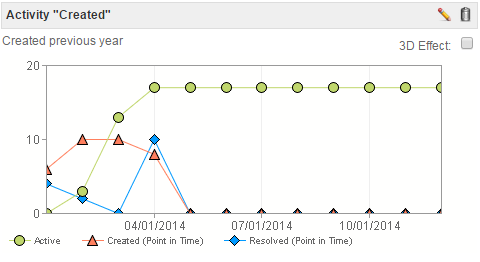 Activity "Created"
Created previous year
3D Effect:
20
10
0
04/01/2014 07/01/2014 10/01/2014
Active Created (Point in Time) Resolved (Point in Time)